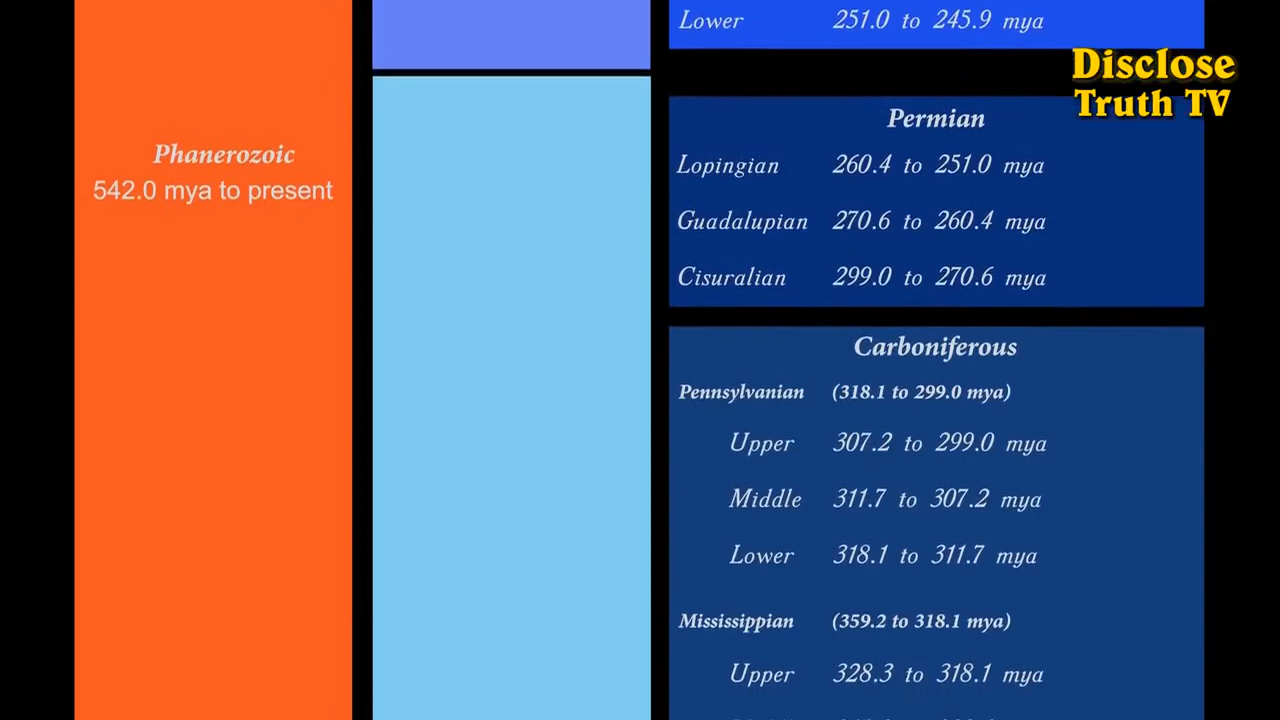 Lower 251.0 to 245.9 mya
Disclose
Truth TV
Phanerozoic
542.0 mya to present
Permian
Lopingian 260.4 to 251.0 mya
Guadalupian 270.6 to 260.4 mya
Cisuralian 299.0 to 270.6 mya
Carboniferous
Pennsylvanian (318.1 to 299.0 mya)
Upper 307.2 to 299.0 mya
Middle 311.7 to 307.2 mya
Lower 318.1 to 311.7 mya
Mississippian (359.2 to 318.1 mya)
Upper 328.3 to 318.1 mya